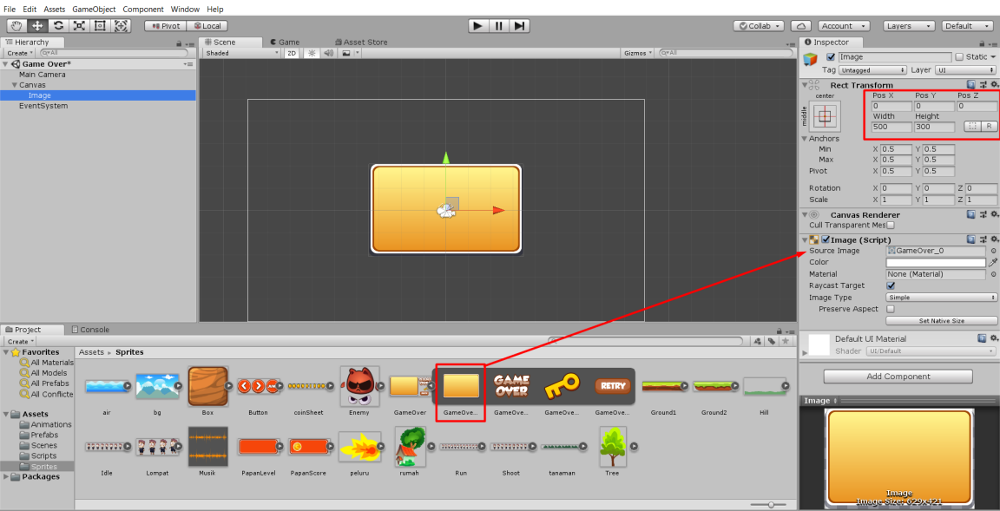 File Edit Assets GameObject Component Window Help
Pivot Local Collab Account Layers Default
Hierarchy
Create All
Game Over*
Main Camera
Canvas
Image
EventSystem
Scene Game Asset Store
Shaded 2D Gizmos All
Inspector
Image Static
Tag Untagged Layer UI
Rect Transform
center
middle
Pos X Pos Y Pos Z
0 0 0
Width Height
500 300 R
Anchors
Min X 0.5 Y 0.5
Max X 0.5 Y 0.5
Pivot X 0.5 Y 0.5
Rotation X 0 Y 0 Z 0
Scale X 1 Y 1 Z 1
Canvas Renderer
Cull Transparent Mes
Image (Script)
Source Image GameOver_0
Color
Material None (Material)
Raycast Target
Image Type Simple
Preserve Aspect
Set Native Size
Default UI Material
Shader UI/Default
Add Component
Image
Image
Image Size: 629x421
Project Console
Create
Favorites
All Materials
All Models
All Prefabs
All Conflicte
Assets
Animations
Prefabs
Scenes
Scripts
Sprites
Packages
Assets Sprites
GAME OVER
RETRY
air bg Box Button coinSheet Enemy GameOver GameOve... GameOve... GameOve... GameOve... Ground1 Ground2 Hill
Idle Lompat Musik PapanLevel PapanScore peluru rumah Run Shoot tanaman Tree